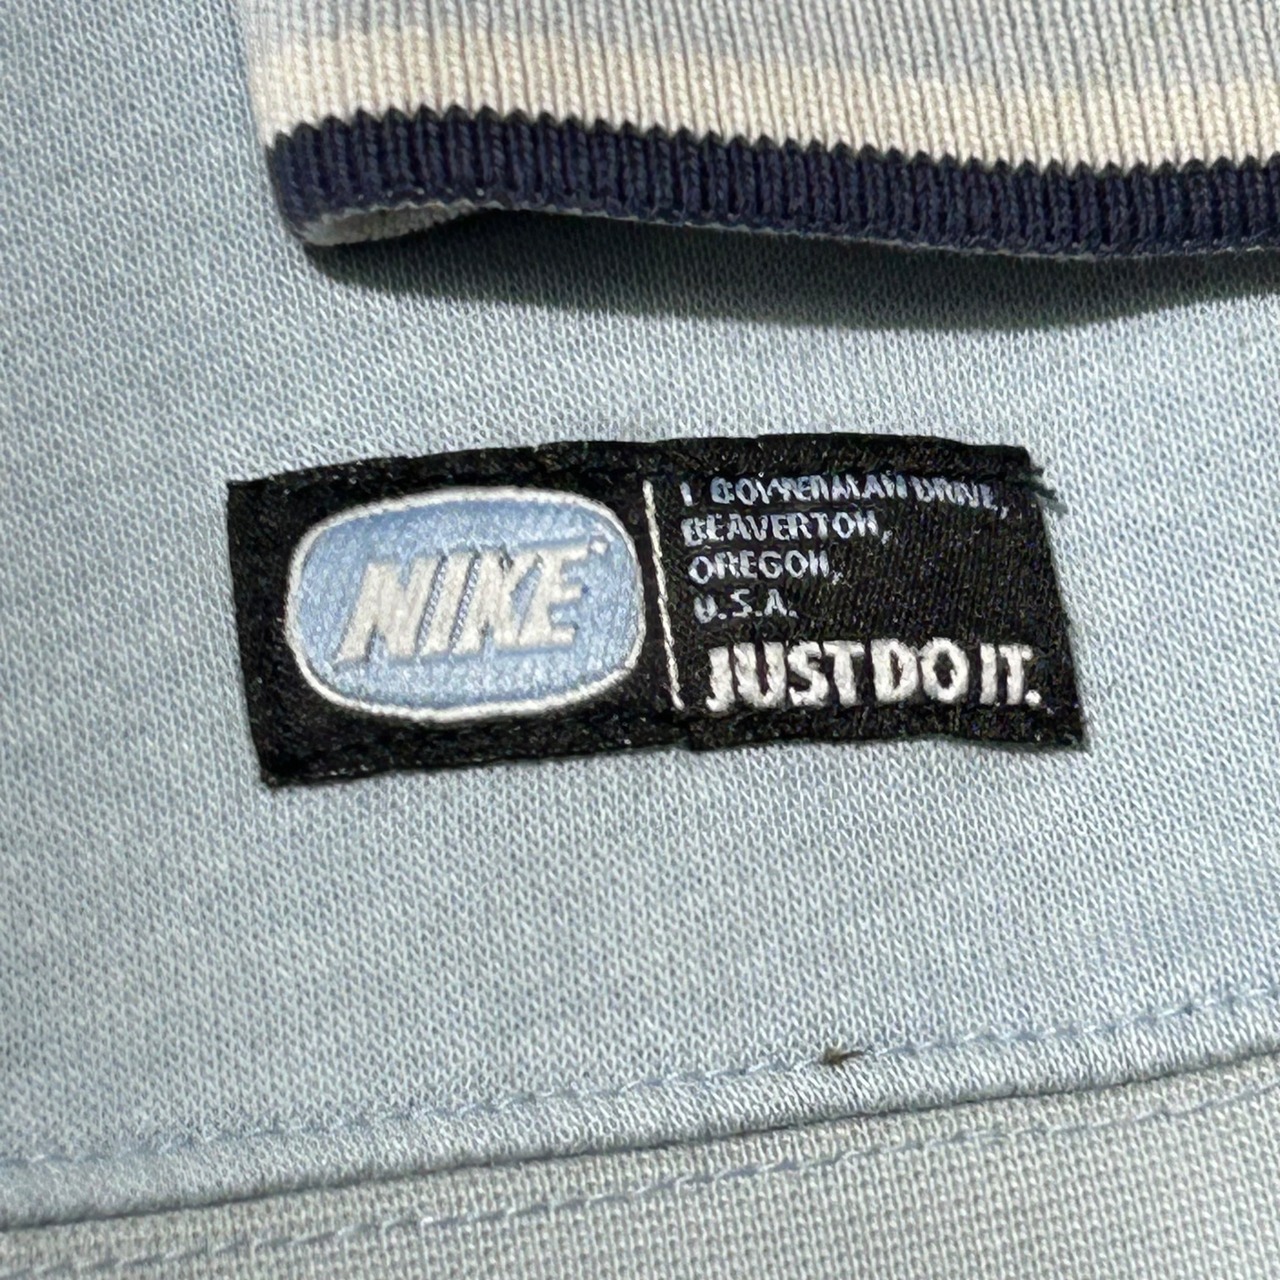 NIKE
1 BOWERMAN DRIVE,
BEAVERTON,
OREGON,
U.S.A.
JUST DO IT.